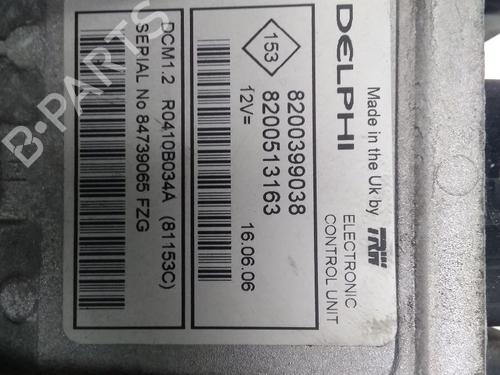 DELPHI
Made in the Uk by TRW
153
8200399038
8200513163
12V=
16.06.06
ELECTRONIC
CONTROL UNIT
DCM1.2 R0410B034A (81153C)
SERIAL No 84739065 FZG
B-PARTS